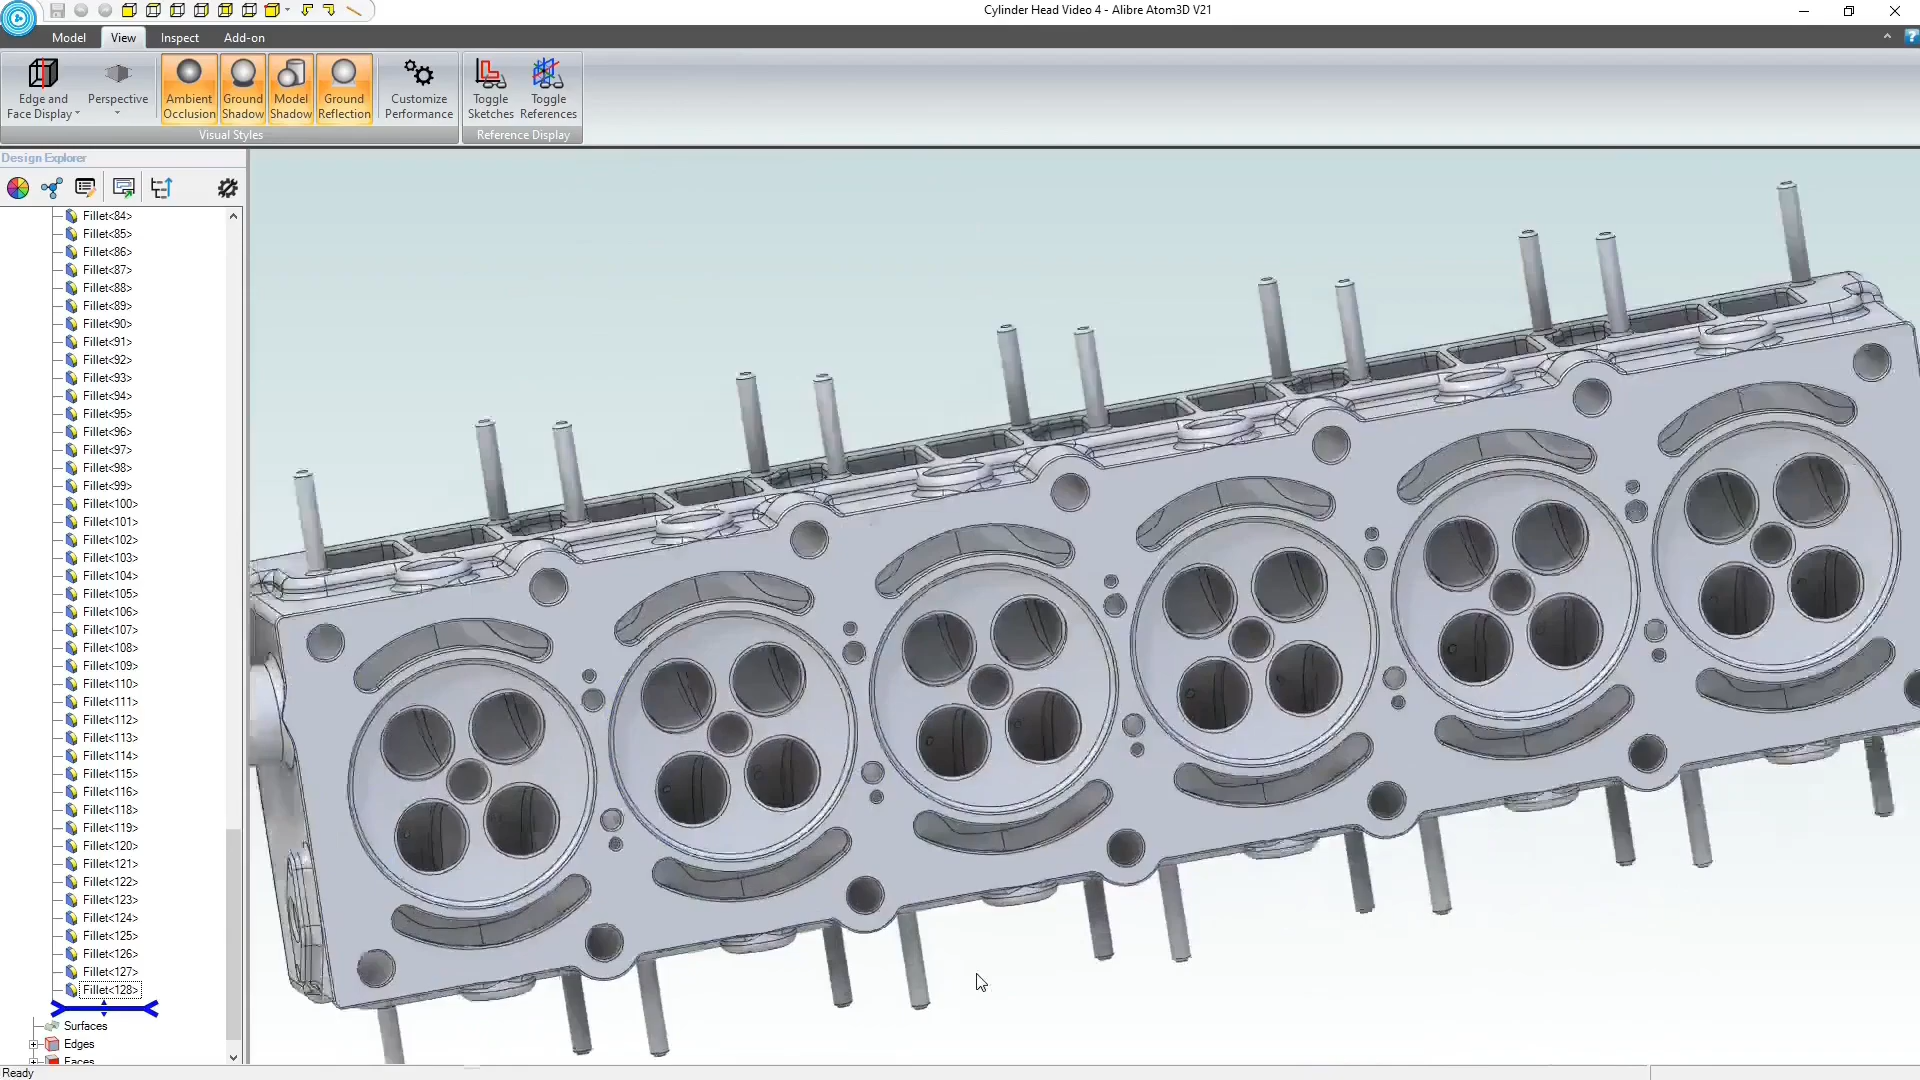 Cylinder Head Video 4 - Alibre Atom3D V21
Model View Inspect Add-on
Edge and Face Display
Perspective
Ambient Occlusion
Ground Shadow
Model Shadow
Ground Reflection
Customize Performance
Toggle Sketches
Toggle References
Visual Styles
Reference Display
Design Explorer
Fillet<84>
Fillet<85>
Fillet<86>
Fillet<87>
Fillet<88>
Fillet<89>
Fillet<90>
Fillet<91>
Fillet<92>
Fillet<93>
Fillet<94>
Fillet<95>
Fillet<96>
Fillet<97>
Fillet<98>
Fillet<99>
Fillet<100>
Fillet<101>
Fillet<102>
Fillet<103>
Fillet<104>
Fillet<105>
Fillet<106>
Fillet<107>
Fillet<108>
Fillet<109>
Fillet<110>
Fillet<111>
Fillet<112>
Fillet<113>
Fillet<114>
Fillet<115>
Fillet<116>
Fillet<118>
Fillet<119>
Fillet<120>
Fillet<121>
Fillet<122>
Fillet<123>
Fillet<124>
Fillet<125>
Fillet<126>
Fillet<127>
Fillet<128>
Surfaces
Edges
Faces
Ready